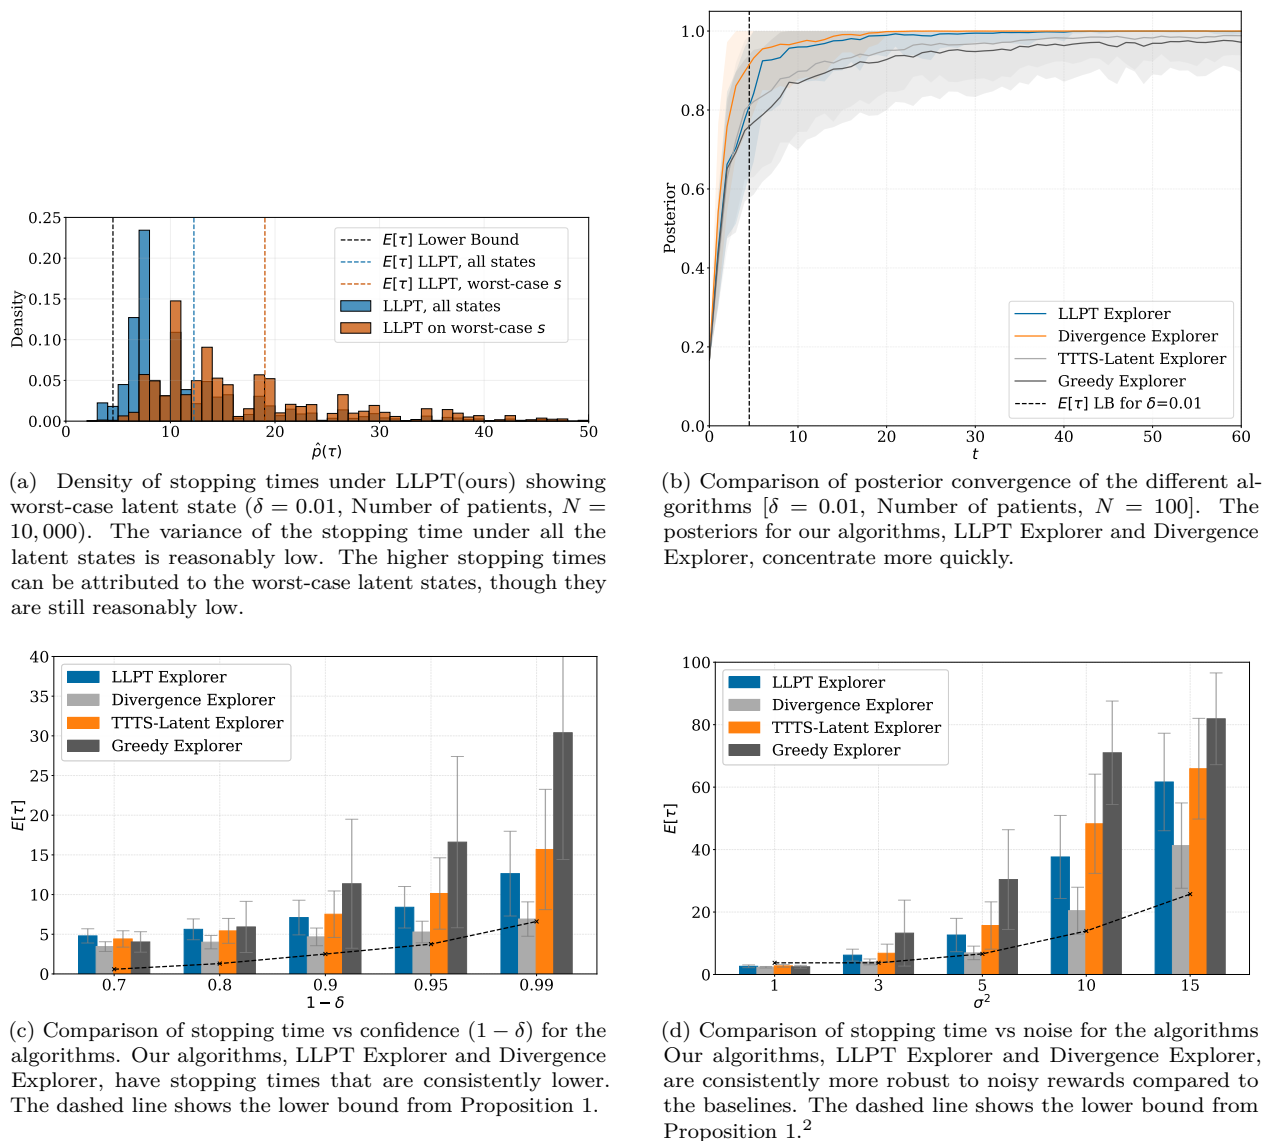 0.25
0.20
0.15
0.10
0.05
0.00
Density
0
10
20
30
40
50
p̂(τ)
E[τ] Lower Bound
E[τ] LLPT, all states
E[τ] LLPT, worst-case s
LLPT, all states
LLPT on worst-case s
(a) Density of stopping times under LLPT(ours) showing
worst-case latent state (δ = 0.01, Number of patients, N =
10,000). The variance of the stopping time under all the
latent states is reasonably low. The higher stopping times
can be attributed to the worst-case latent states, though they
are still reasonably low.
1.0
0.8
0.6
0.4
0.2
0.0
Posterior
0
10
20
30
40
50
60
t
LLPT Explorer
Divergence Explorer
TTTS-Latent Explorer
Greedy Explorer
E[τ] LB for δ=0.01
(b) Comparison of posterior convergence of the different al-
gorithms [δ = 0.01, Number of patients, N = 100]. The
posteriors for our algorithms, LLPT Explorer and Divergence
Explorer, concentrate more quickly.
40
35
30
25
20
15
10
5
0
E[τ]
0.7
0.8
0.9
0.95
0.99
1 − δ
LLPT Explorer
Divergence Explorer
TTTS-Latent Explorer
Greedy Explorer
(c) Comparison of stopping time vs confidence (1 − δ) for the
algorithms. Our algorithms, LLPT Explorer and Divergence
Explorer, have stopping times that are consistently lower.
The dashed line shows the lower bound from Proposition 1.
100
80
60
40
20
0
E[τ]
1
3
5
10
15
σ²
LLPT Explorer
Divergence Explorer
TTTS-Latent Explorer
Greedy Explorer
(d) Comparison of stopping time vs noise for the algorithms
Our algorithms, LLPT Explorer and Divergence Explorer,
are consistently more robust to noisy rewards compared to
the baselines. The dashed line shows the lower bound from
Proposition 1.²